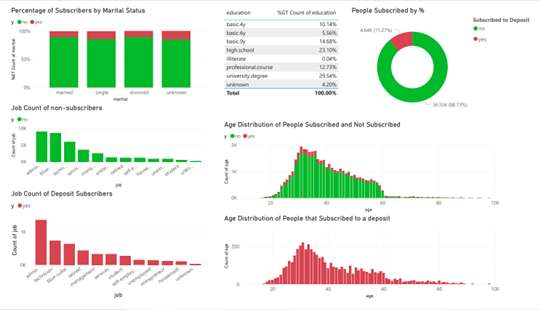 Percentage of Subscribers by Marital Status
y no yes
100%
50%
0%
%GT Count of marital
married single divorced unknown
marital
education %GT Count of education
basic.4y 10.14%
basic.6y 5.56%
basic.9y 14.68%
high.school 23.10%
illiterate 0.04%
professional.course 12.73%
university.degree 29.54%
unknown 4.20%
Total 100.00%
People Subscribed by %
4.64K (11.27%)
36.55K (88.73%)
Subscribed to Deposit
no
yes
Job Count of non-subscribers
y no
10K
5K
0K
Count of job
admin... blue-... techn... servic... mana... entre... retired self-e... house... unem... student unkn...
job
Age Distribution of People Subscribed and Not Subscribed
y no yes
2K
1K
0K
Count of age
20 40 60 80 100
age
Job Count of Deposit Subscribers
y yes
1K
0K
Count of job
admin. technician blue-collar retired management services student self-employ... unemployed entrepreneur housemaid unknown
job
Age Distribution of People that Subscribed to a deposit
y yes
200
0
Count of age
20 40 60 80 100
age